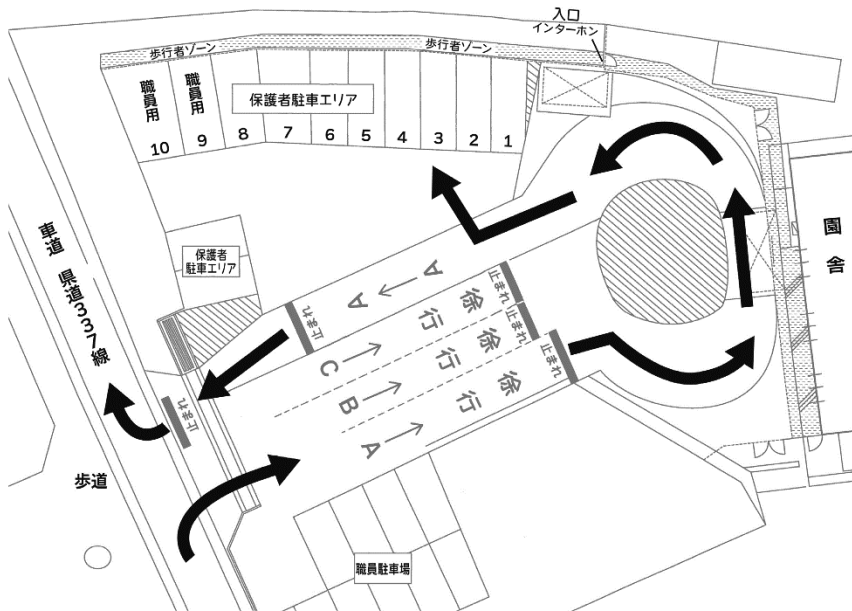 入口
インターホン
歩行者ゾーン
歩行者ゾーン
職員用
職員用
保護者駐車エリア
10
9
8
7
6
5
4
3
2
1
車道 県道337線
保護者
駐車エリア
園舎
A
A
止まれ
止まれ
止まれ
止まれ
徐行
徐行
徐行
C
B
A
止まれ
歩道
職員駐車場